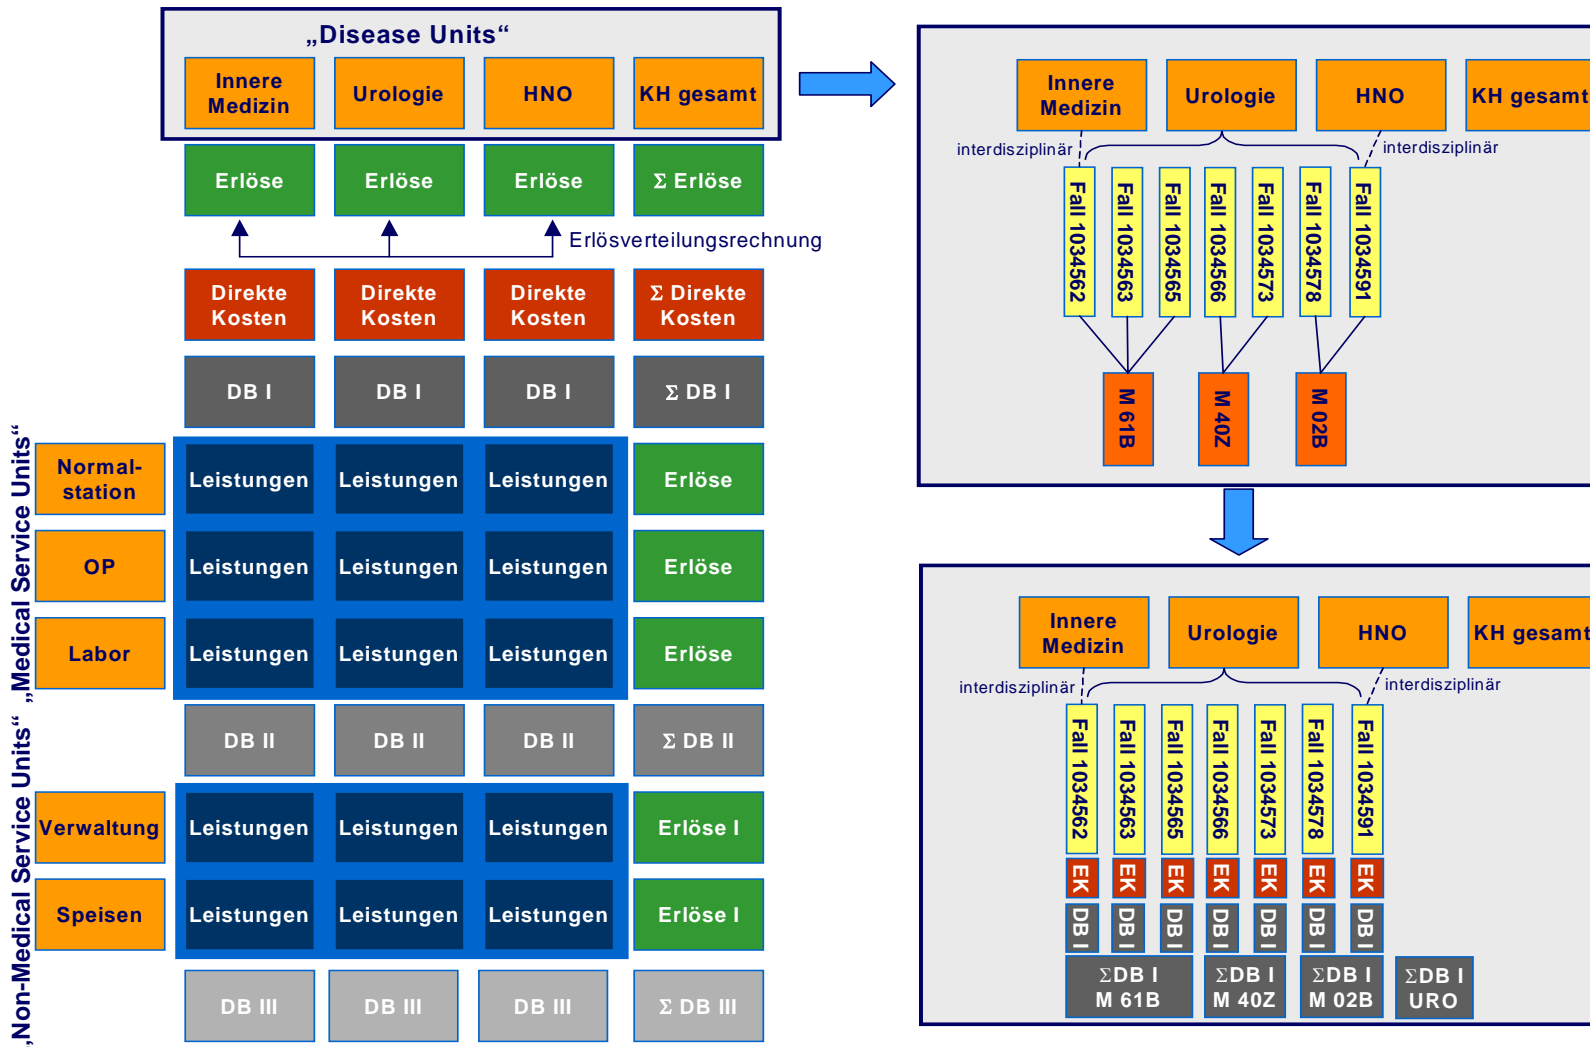 „Disease Units“
Innere
Medizin
Urologie
HNO
KH gesamt
Erlöse
Erlöse
Erlöse
Σ Erlöse
Erlösverteilungsrechnung
Direkte
Kosten
Direkte
Kosten
Direkte
Kosten
Σ Direkte
Kosten
DB I
DB I
DB I
Σ DB I
„Medical Service Units“
Normal-
station
Leistungen
Leistungen
Leistungen
Erlöse
OP
Leistungen
Leistungen
Leistungen
Erlöse
Labor
Leistungen
Leistungen
Leistungen
Erlöse
DB II
DB II
DB II
Σ DB II
„Non-Medical Service Units“
Verwaltung
Leistungen
Leistungen
Leistungen
Erlöse I
Speisen
Leistungen
Leistungen
Leistungen
Erlöse I
DB III
DB III
DB III
Σ DB III
Innere
Medizin
Urologie
HNO
KH gesamt
interdisziplinär
interdisziplinär
Fall 1034562
Fall 1034563
Fall 1034565
Fall 1034566
Fall 1034573
Fall 1034578
Fall 1034591
M 61B
M 40Z
M 02B
Innere
Medizin
Urologie
HNO
KH gesamt
interdisziplinär
interdisziplinär
Fall 1034562
Fall 1034563
Fall 1034565
Fall 1034566
Fall 1034573
Fall 1034578
Fall 1034591
EK
EK
EK
EK
EK
EK
EK
DB I
DB I
DB I
DB I
DB I
DB I
DB I
ΣDB I
M 61B
ΣDB I
M 40Z
ΣDB I
M 02B
ΣDB I
URO